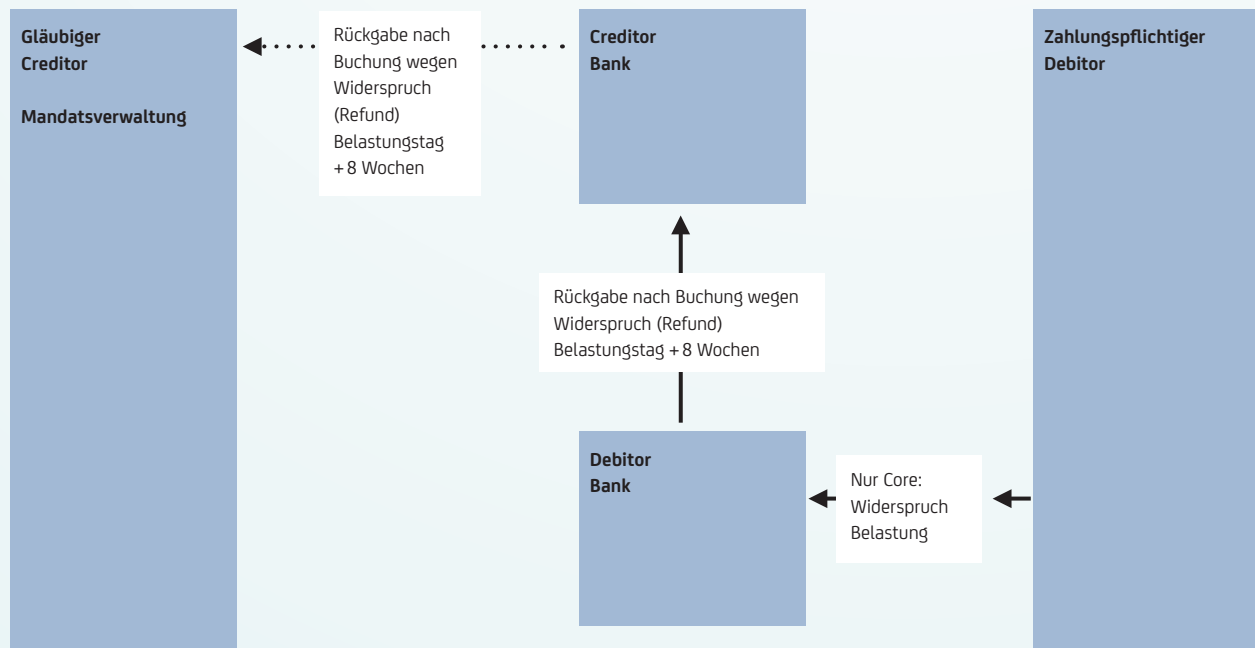 Gläubiger
Creditor
Mandatsverwaltung
Rückgabe nach
Buchung wegen
Widerspruch
(Refund)
Belastungstag
+ 8 Wochen
Creditor
Bank
Zahlungspflichtiger
Debitor
Rückgabe nach Buchung wegen
Widerspruch (Refund)
Belastungstag + 8 Wochen
Debitor
Bank
Nur Core:
Widerspruch
Belastung